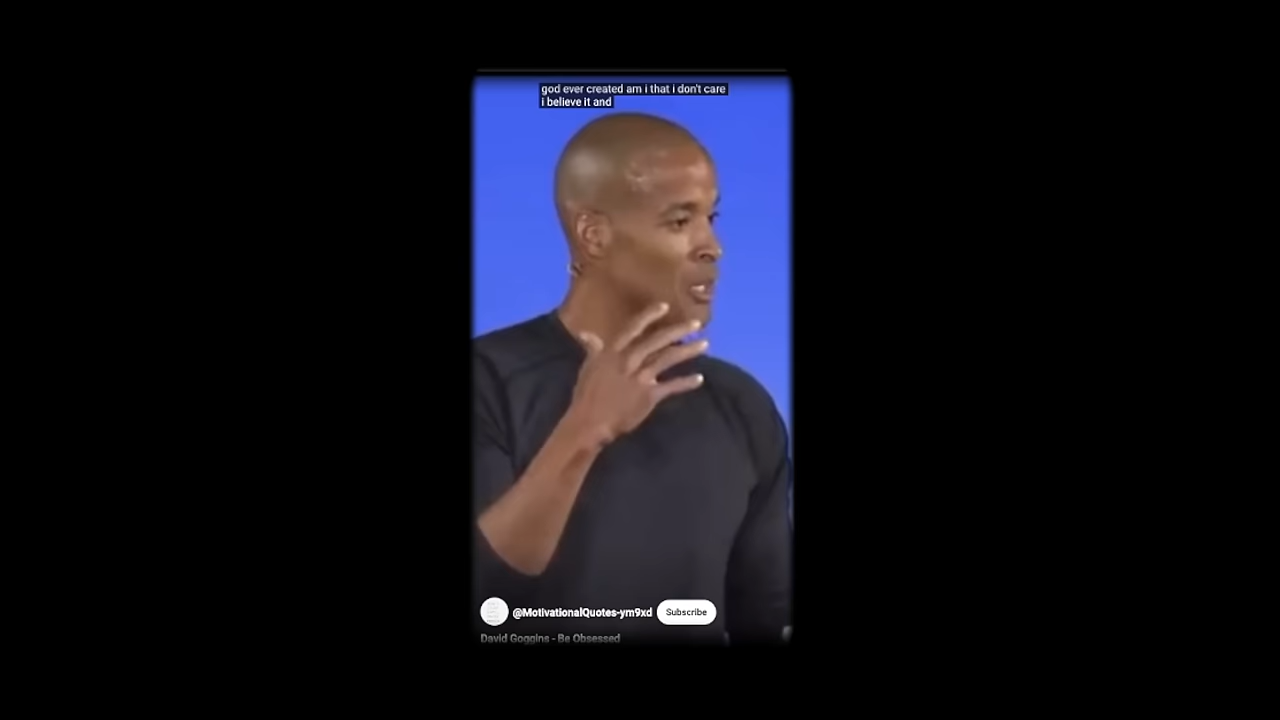 god ever created am i that i don't care
i believe it and
@MotivationalQuotes-ym9xd Subscribe
David Goggins - Be Obsessed